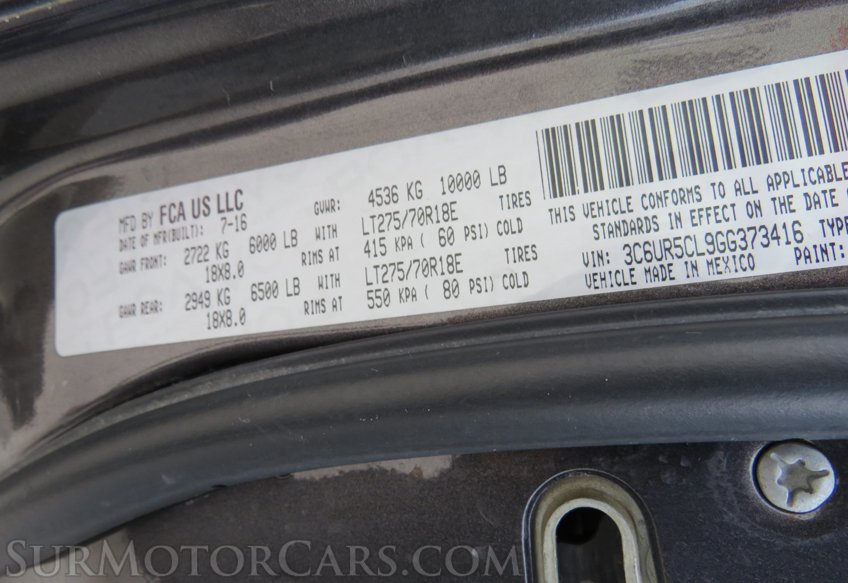 MFD BY FCA US LLC
DATE OF MFR(BUILT): 7-16 GVWR: 4536 KG 10000 LB
GAWR FRONT: 2722 KG 6000 LB WITH LT275/70R18E TIRES
18X8.0 RIMS AT 415 KPA ( 60 PSI) COLD
GAWR REAR: 2949 KG 6500 LB WITH LT275/70R18E TIRES
18X8.0 RIMS AT 550 KPA ( 80 PSI) COLD
THIS VEHICLE CONFORMS TO ALL APPLICABLE
STANDARDS IN EFFECT ON THE DATE O
VIN: 3C6UR5CL9GG373416 TYPE
VEHICLE MADE IN MEXICO PAINT:
SurMotorCars.com